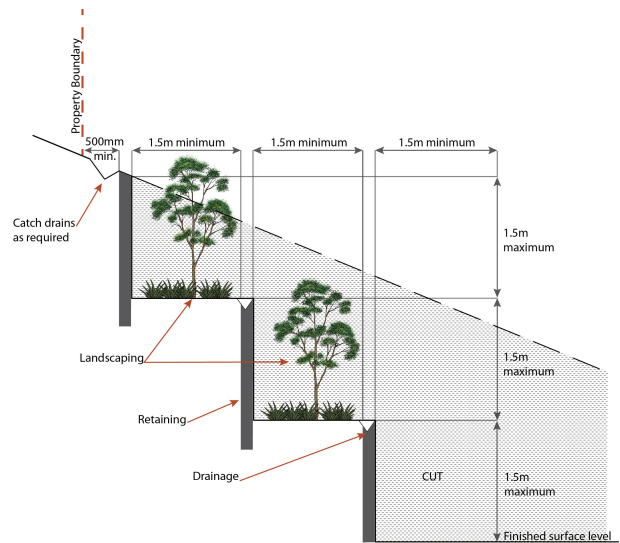 Property Boundary
500mm
min.
1.5m minimum
1.5m minimum
1.5m minimum
Catch drains
as required
1.5m
maximum
Landscaping
1.5m
maximum
Retaining
Drainage
CUT
1.5m
maximum
Finished surface level